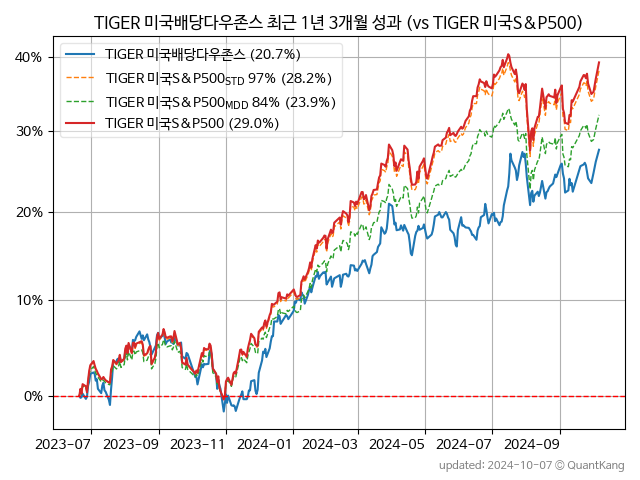 TIGER 미국배당다우존스 최근 1년 3개월 성과 (vs TIGER 미국S&P500)
40%
30%
20%
10%
0%
TIGER 미국배당다우존스 (20.7%)
TIGER 미국S&P500STD 97% (28.2%)
TIGER 미국S&P500MDD 84% (23.9%)
TIGER 미국S&P500 (29.0%)
2023-07 2023-09 2023-11 2024-01 2024-03 2024-05 2024-07 2024-09
updated: 2024-10-07 © QuantKang